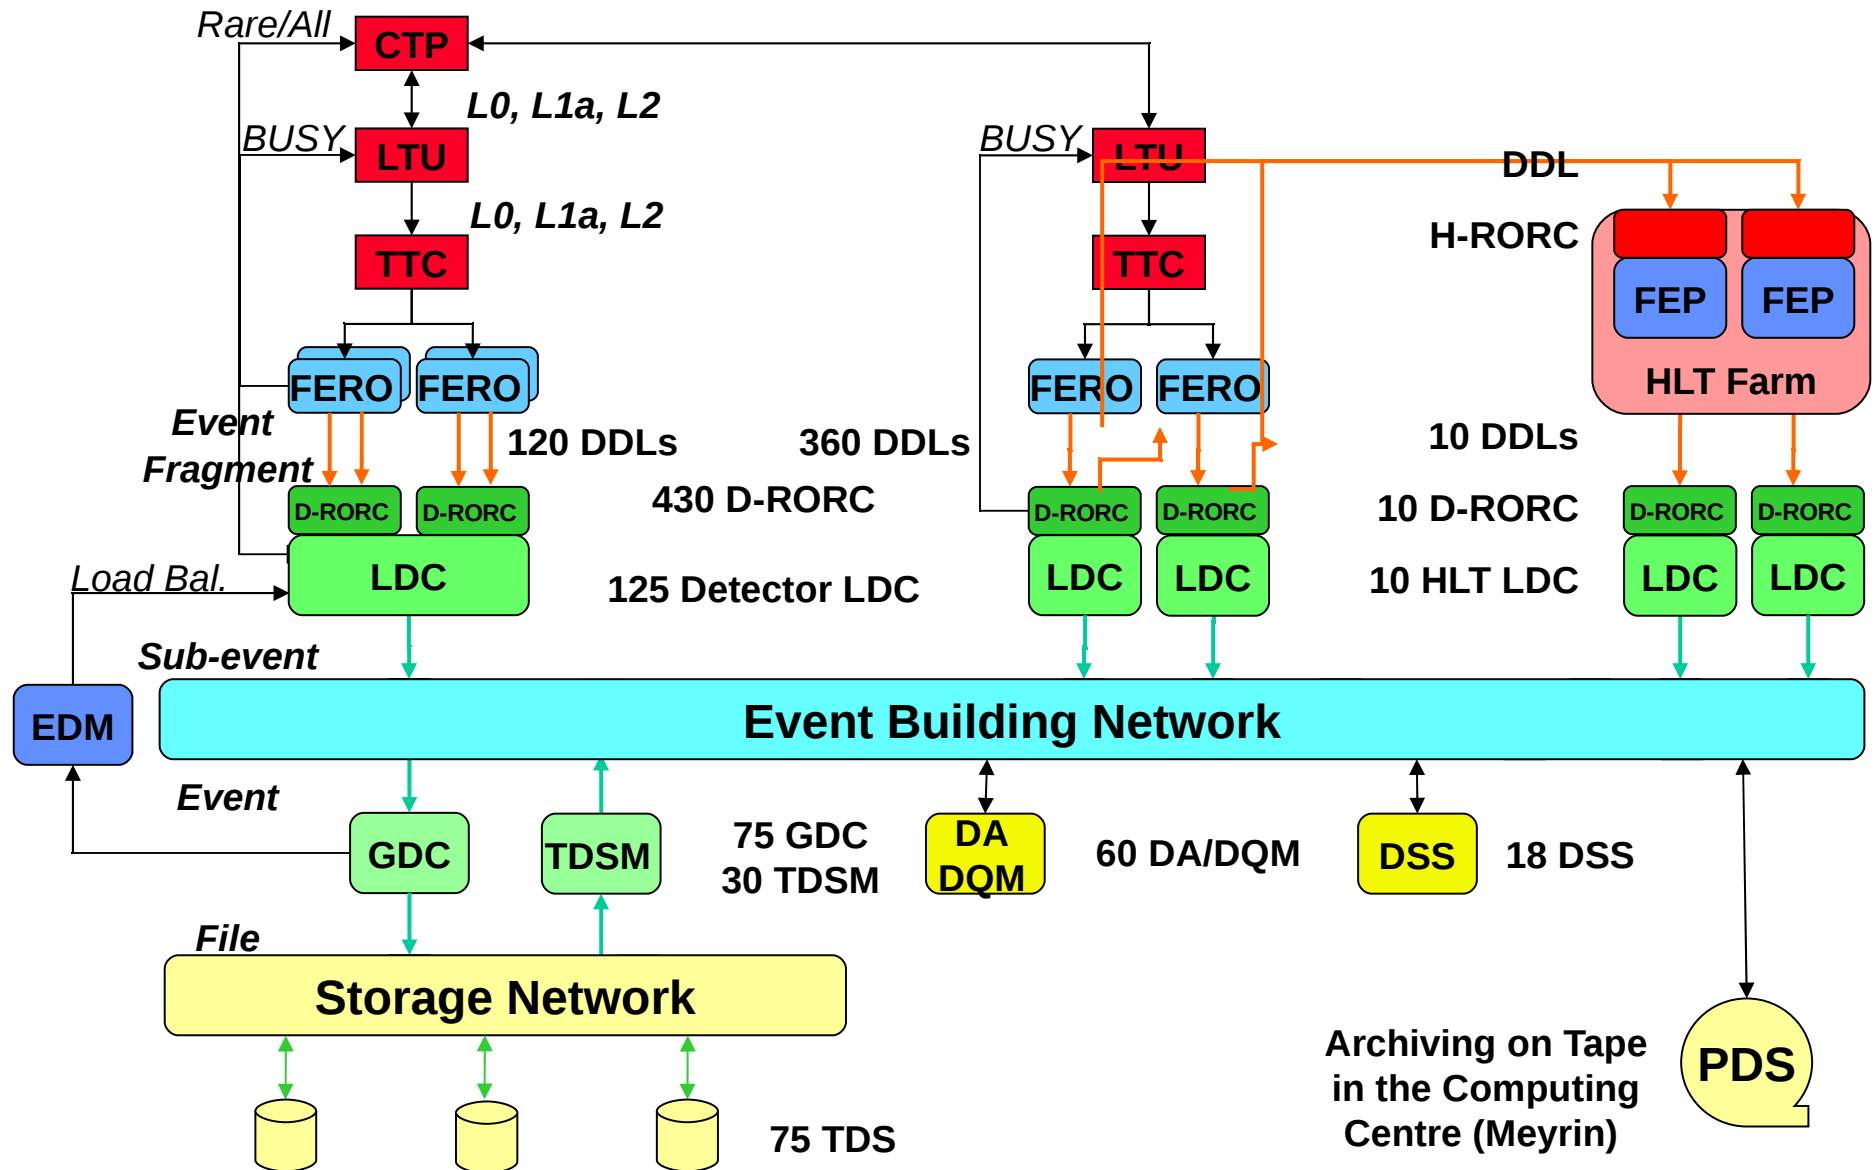 Rare/All
CTP
L0, L1a, L2
BUSY
LTU
BUSY
LTU
DDL
L0, L1a, L2
H-RORC
TTC
TTC
FEP
FEP
FERO
FERO
FERO
FERO
HLT Farm
Event
Fragment
120 DDLs
360 DDLs
10 DDLs
430 D-RORC
10 D-RORC
D-RORC
D-RORC
D-RORC
D-RORC
D-RORC
D-RORC
Load Bal.
LDC
125 Detector LDC
LDC
LDC
10 HLT LDC
LDC
LDC
Sub-event
EDM
Event Building Network
Event
GDC
TDSM
75 GDC
30 TDSM
DA
DQM
60 DA/DQM
DSS
18 DSS
File
Storage Network
Archiving on Tape
in the Computing
Centre (Meyrin)
PDS
75 TDS